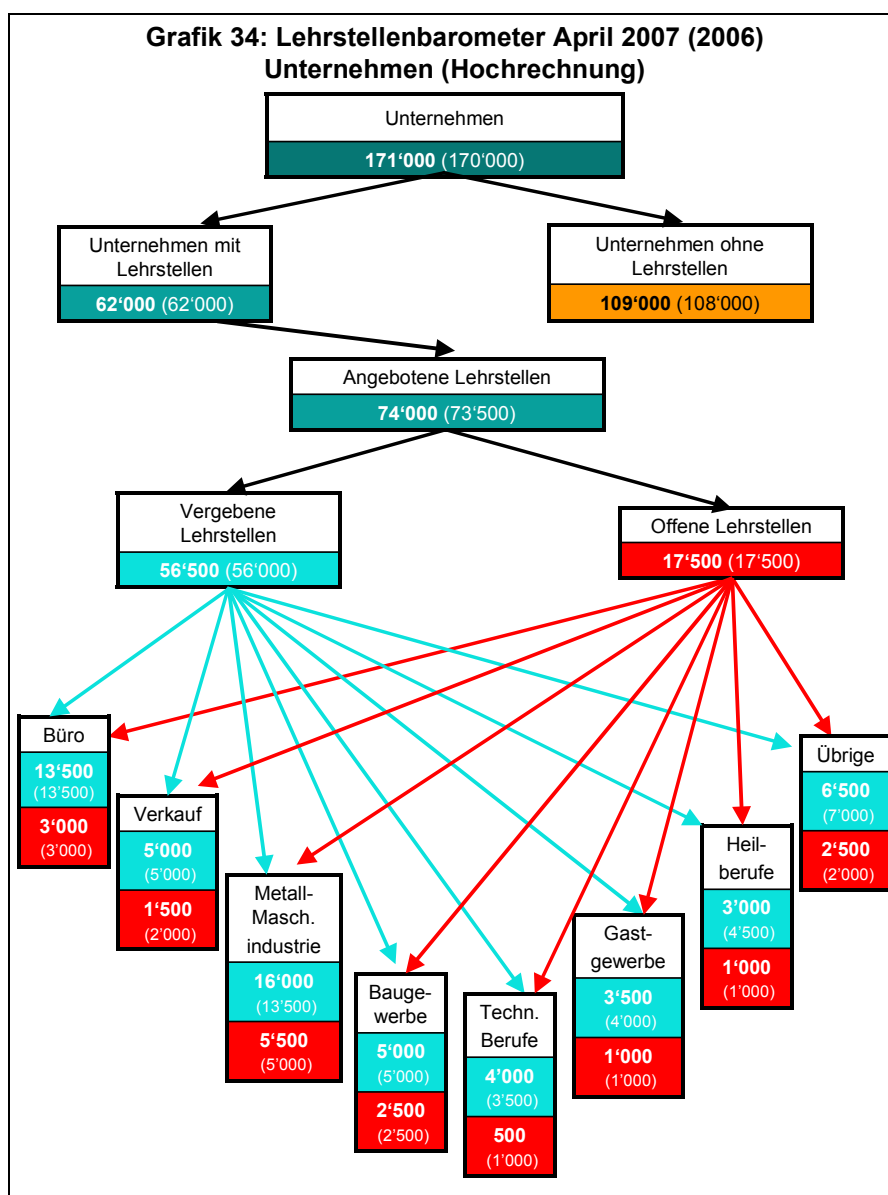 Grafik 34: Lehrstellenbarometer April 2007 (2006)
Unternehmen (Hochrechnung)
Unternehmen
171‘000 (170‘000)
Unternehmen mit
Lehrstellen
62‘000 (62‘000)
Unternehmen ohne
Lehrstellen
109‘000 (108‘000)
Angebotene Lehrstellen
74‘000 (73‘500)
Vergebene
Lehrstellen
56‘500 (56‘000)
Offene Lehrstellen
17‘500 (17‘500)
Büro
13‘500
(13’500)
3‘000
(3’000)
Verkauf
5‘000
(5’000)
1‘500
(2’000)
Metall-
Masch.
industrie
16‘000
(13’500)
5‘500
(5’000)
Bauge-
werbe
5‘000
(5’000)
2‘500
(2’500)
Techn.
Berufe
4’000
(3’500)
500
(1’000)
Gast-
gewerbe
3‘500
(4’000)
1‘000
(1’000)
Heil-
berufe
3’000
(4’500)
1‘000
(1’000)
Übrige
6‘500
(7’000)
2‘500
(2’000)